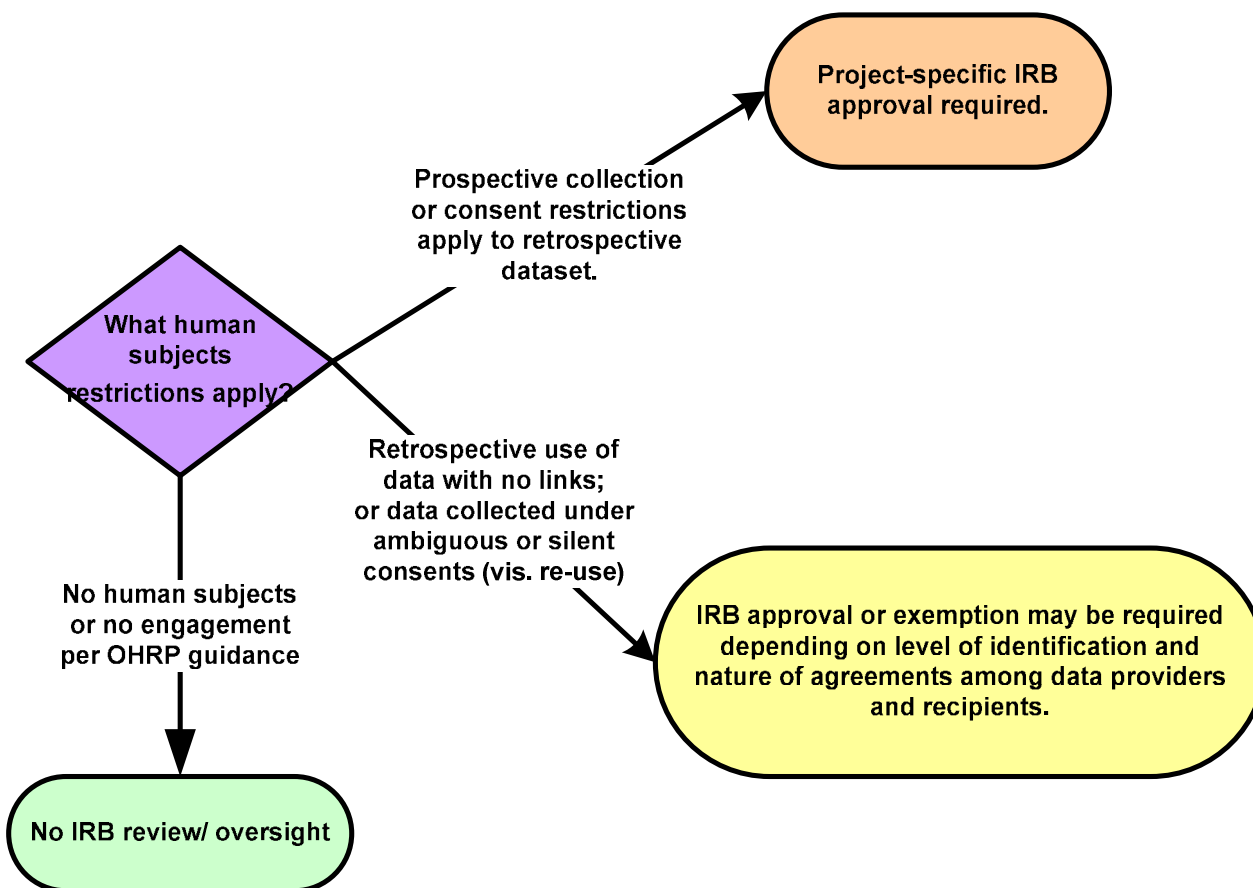 Project-specific IRB
approval required.
Prospective collection
or consent restrictions
apply to retrospective
dataset.
What human
subjects
restrictions apply?
Retrospective use of
data with no links;
or data collected under
ambiguous or silent
consents (vis. re-use)
No human subjects
or no engagement
per OHRP guidance
IRB approval or exemption may be required
depending on level of identification and
nature of agreements among data providers
and recipients.
No IRB review/ oversight